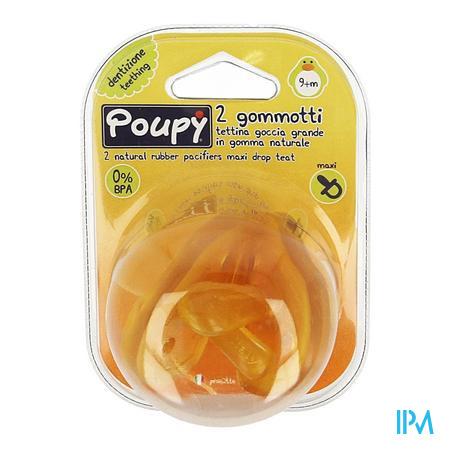 dentizione
teething
9+m
Poupy
2 gommotti
tettina goccia grande
in gomma naturale
2 natural rubber pacifiers maxi drop teat
0%
BPA
maxi
IPM